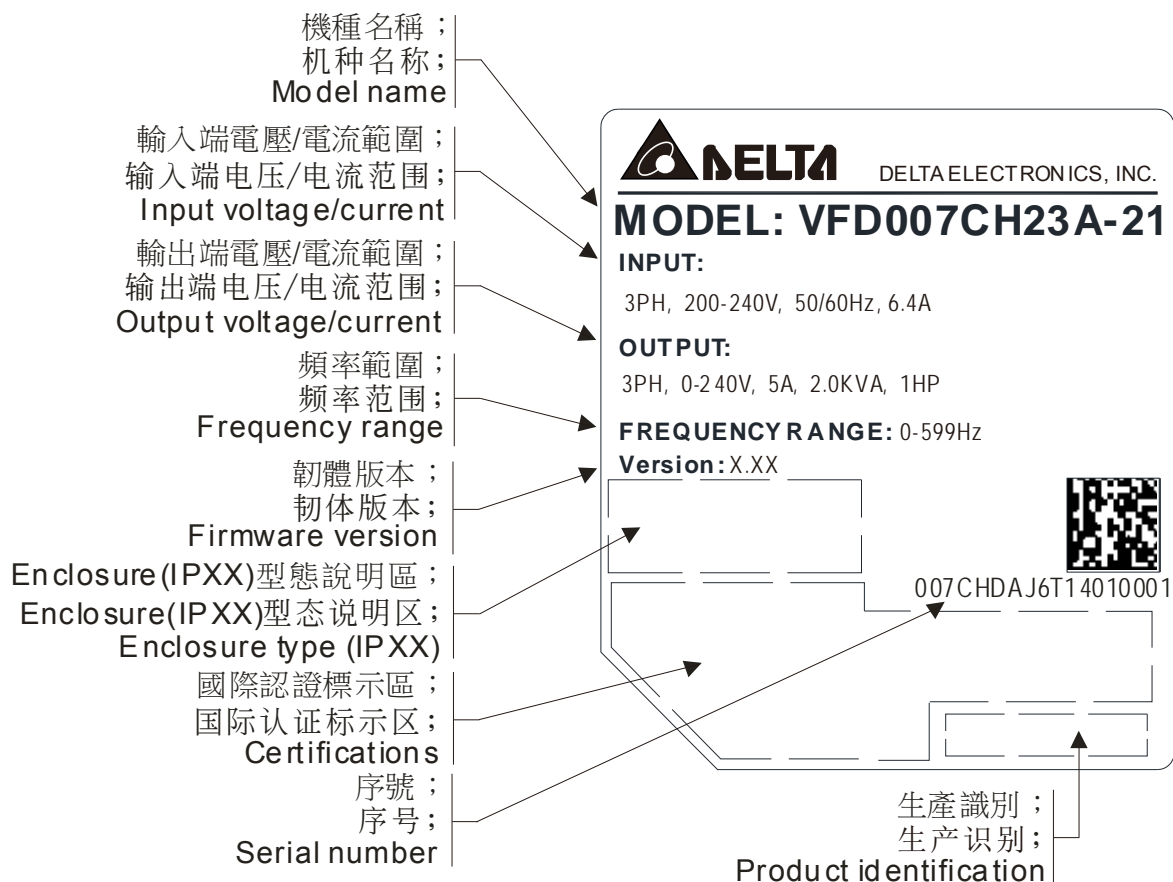 機種名稱；
机种名称；
Model name
輸入端電壓/電流範圍；
输入端电压/电流范围；
Input voltage/current
輸出端電壓/電流範圍；
输出端电压/电流范围；
Output voltage/current
頻率範圍；
频率范围；
Frequency range
韌體版本；
韧体版本；
Firmware version
Enclosure(IPXX)型態說明區；
Enclosure(IPXX)型态说明区；
Enclosure type (IPXX)
國際認證標示區；
国际认证标示区；
Certifications
序號；
序号；
Serial number
DELTA
DELTA ELECTRONICS, INC.
MODEL: VFD007CH23A-21
INPUT:
3PH, 200-240V, 50/60Hz, 6.4A
OUTPUT:
3PH, 0-240V, 5A, 2.0KVA, 1HP
FREQUENCY RANGE: 0-599Hz
Version: X.XX
007CHDAJ6T14010001
生產識別；
生产识别；
Product identification